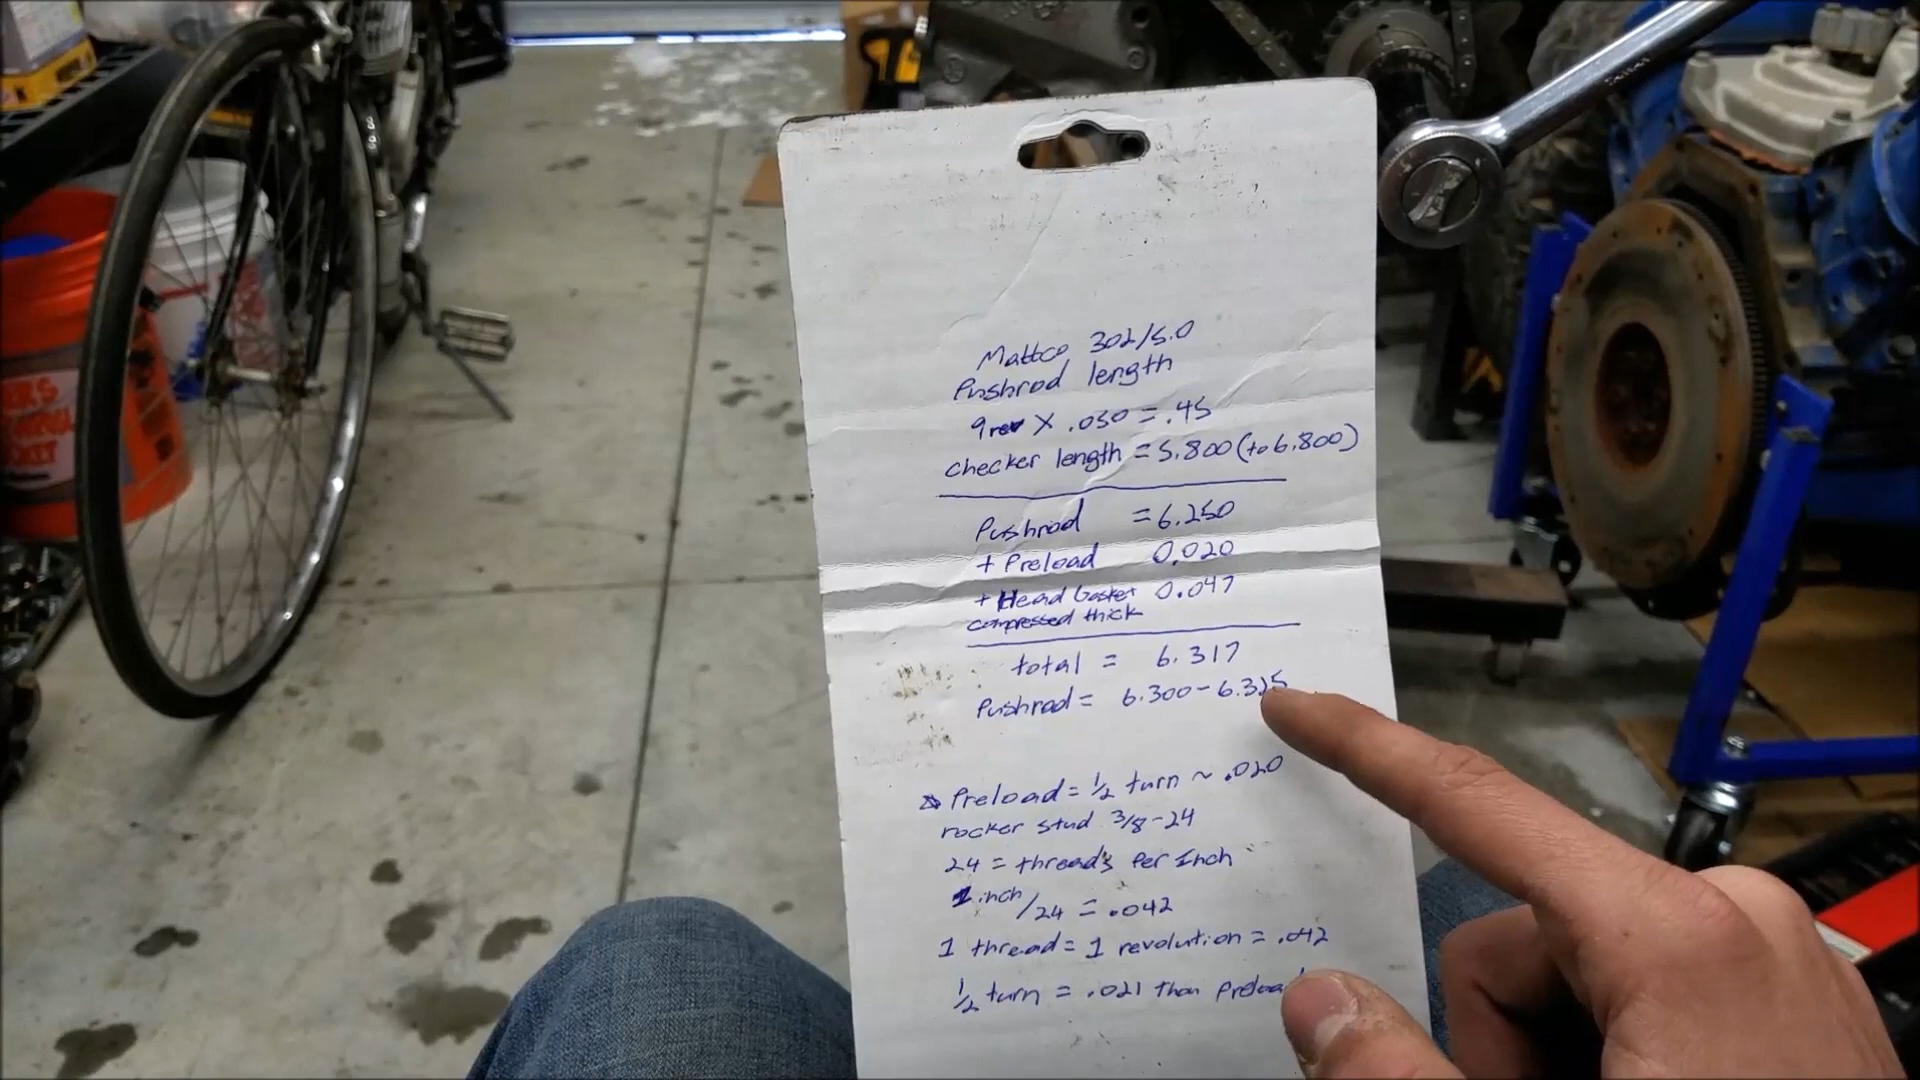 Mattco 302/5.0
Pushrod length
9 rev X .050 = .45
checker length = 5.800 (to 6.800)
Pushrod = 6.250
+ Preload 0.020
+ Head Gasket 0.047
compressed thick
total = 6.317
Pushrod = 6.300 - 6.325
Preload = 1/2 turn ~ .020
rocker stud 3/8-24
24 = threads per Inch
1 inch/24 = .042
1 thread = 1 revolution = .042
1/2 turn = .021 than